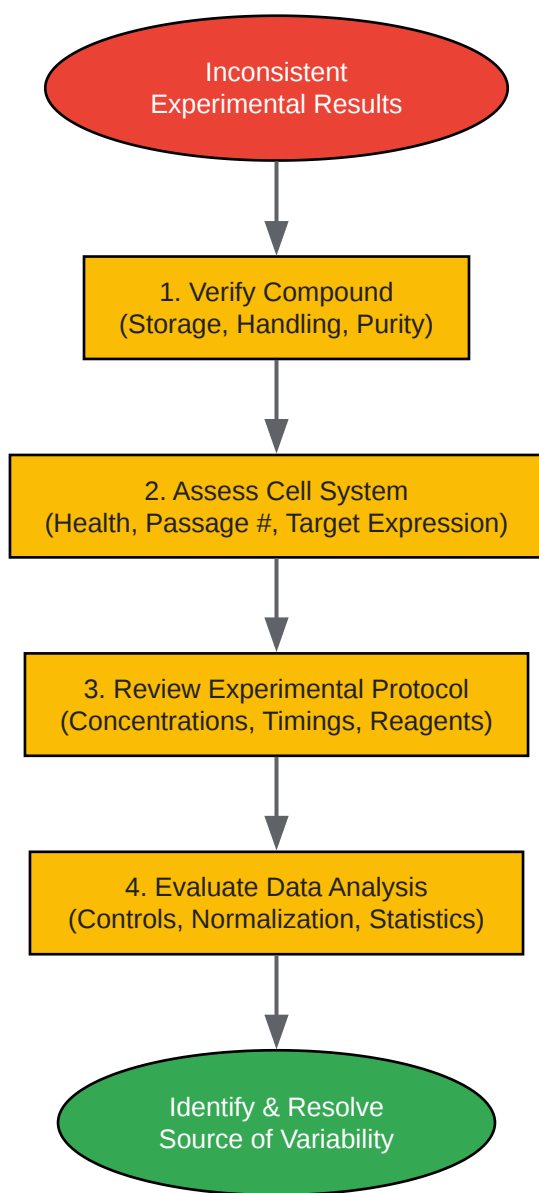 Inconsistent
Experimental Results
1. Verify Compound
(Storage, Handling, Purity)
2. Assess Cell System
(Health, Passage #, Target Expression)
3. Review Experimental Protocol
(Concentrations, Timings, Reagents)
4. Evaluate Data Analysis
(Controls, Normalization, Statistics)
Identify & Resolve
Source of Variability